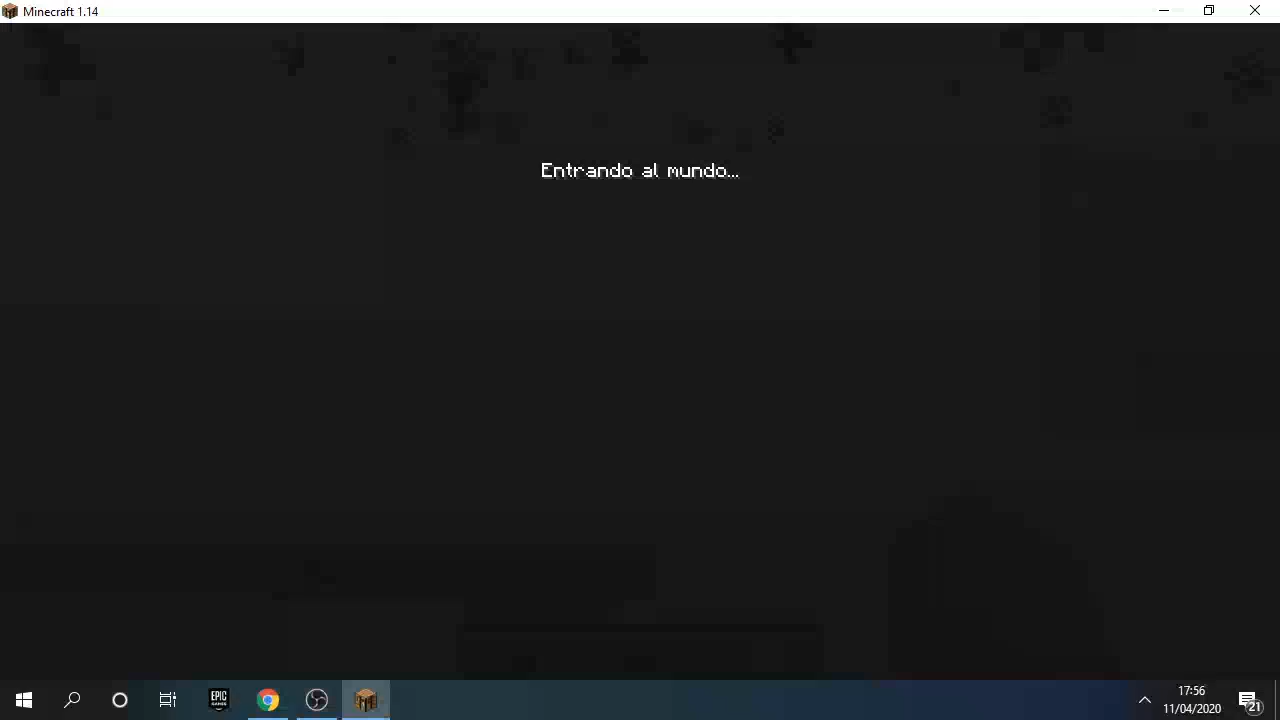 Minecraft 1.14
Entrando al mundo...
EPIC
GAMES
17:56
11/04/2020
21